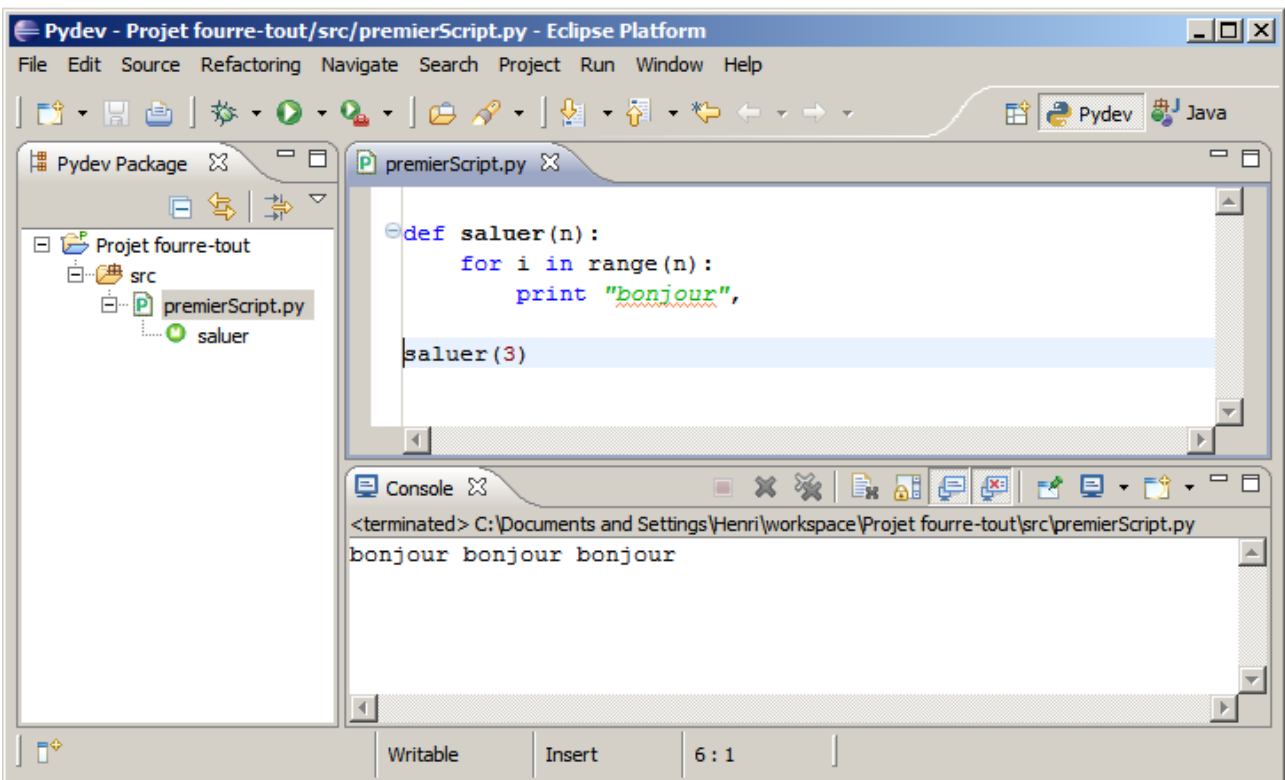 Pydev - Projet fourre-tout/src/premierScript.py - Eclipse Platform
File Edit Source Refactoring Navigate Search Project Run Window Help
Pydev Java
Pydev Package
Projet fourre-tout
src
premierScript.py
saluer
premierScript.py
def saluer(n):
for i in range(n):
print "bonjour",
saluer(3)
Console
<terminated> C:\Documents and Settings\Henri\workspace\Projet fourre-tout\src\premierScript.py
bonjour bonjour bonjour
Writable Insert 6 : 1